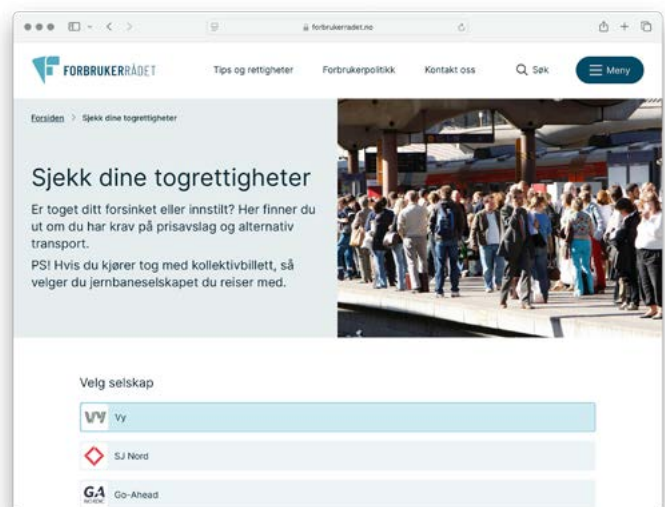 forbrukerradet.no
FORBRUKERRÅDET
Tips og rettigheter
Forbrukerpolitikk
Kontakt oss
Søk
Meny
Forsiden > Sjekk dine togrettigheter
Sjekk dine togrettigheter
Er toget ditt forsinket eller innstilt? Her finner du
ut om du har krav på prisavslag og alternativ
transport.
PS! Hvis du kjører tog med kollektivbillett, så
velger du jernbaneselskapet du reiser med.
Velg selskap
VY Vy
SJ Nord
GA Go-Ahead